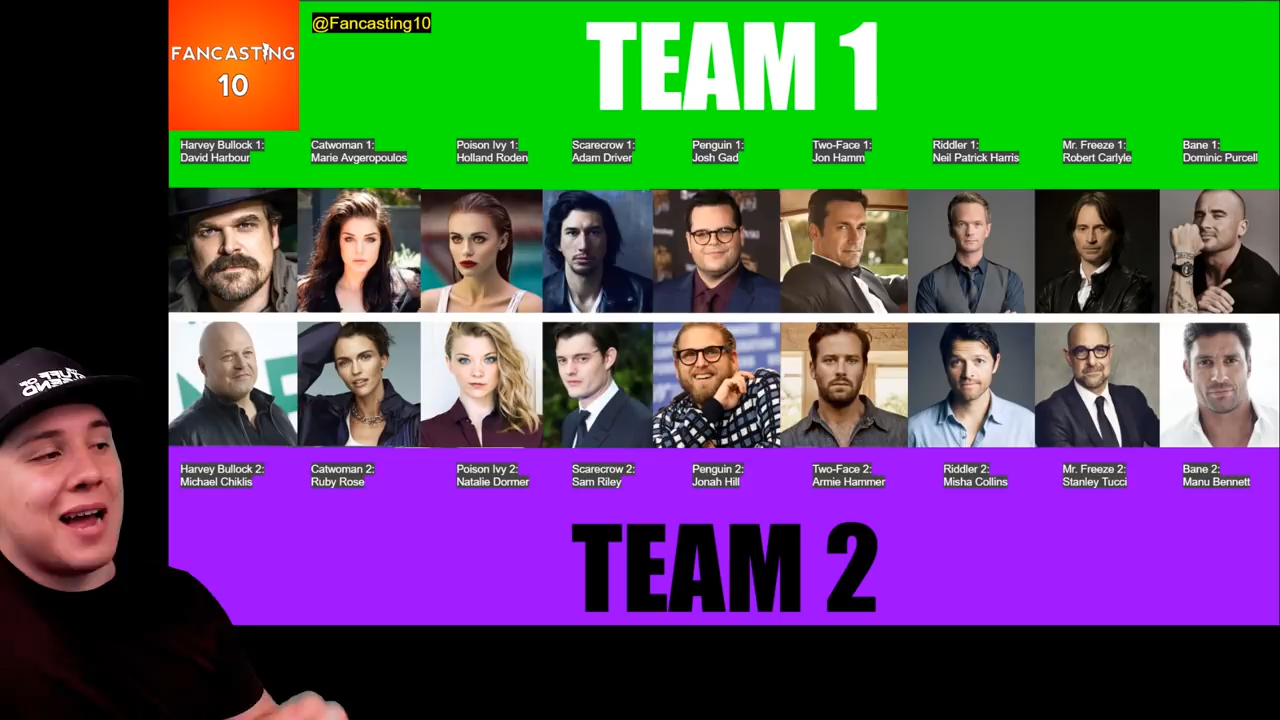 @Fancasting10
FANCASTING
10
TEAM 1
Harvey Bullock 1:
David Harbour
Catwoman 1:
Marie Avgeropoulos
Poison Ivy 1:
Holland Roden
Scarecrow 1:
Adam Driver
Penguin 1:
Josh Gad
Two-Face 1:
Jon Hamm
Riddler 1:
Neil Patrick Harris
Mr. Freeze 1:
Robert Carlyle
Bane 1:
Dominic Purcell
Harvey Bullock 2:
Michael Chiklis
Catwoman 2:
Ruby Rose
Poison Ivy 2:
Natalie Dormer
Scarecrow 2:
Sam Riley
Penguin 2:
Jonah Hill
Two-Face 2:
Armie Hammer
Riddler 2:
Misha Collins
Mr. Freeze 2:
Stanley Tucci
Bane 2:
Manu Bennett
TEAM 2